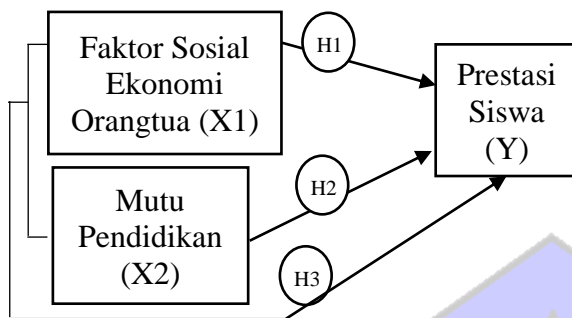 Faktor Sosial
Ekonomi
Orangtua (X1)
H1
Prestasi
Siswa
(Y)
Mutu
Pendidikan
(X2)
H2
H3